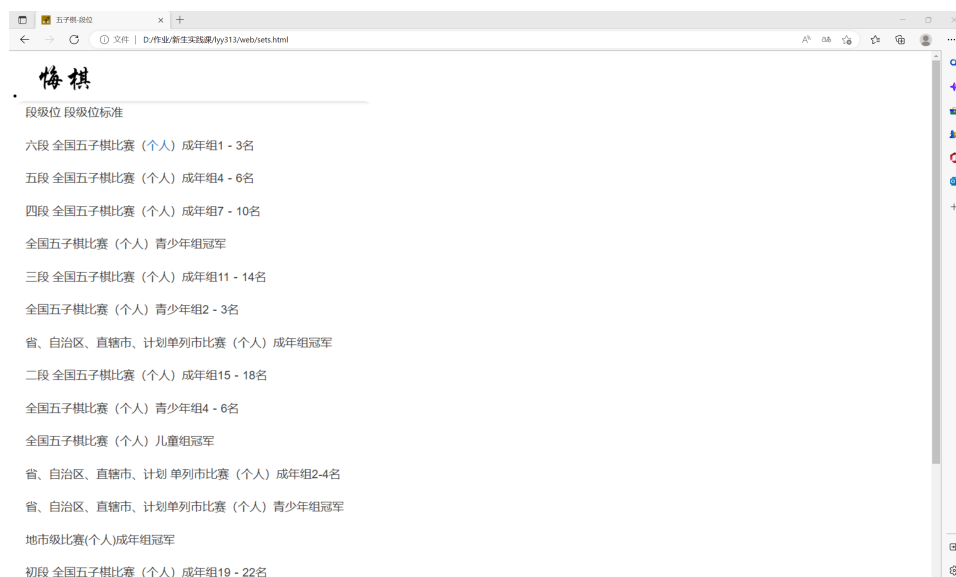 五子棋-段位
文件 | D:/作业/新生实践课/lyy313/web/sets.html
悔棋
段级位 段级位标准
六段 全国五子棋比赛（个人）成年组1 - 3名
五段 全国五子棋比赛（个人）成年组4 - 6名
四段 全国五子棋比赛（个人）成年组7 - 10名
全国五子棋比赛（个人）青少年组冠军
三段 全国五子棋比赛（个人）成年组11 - 14名
全国五子棋比赛（个人）青少年组2 - 3名
省、自治区、直辖市、计划单列市比赛（个人）成年组冠军
二段 全国五子棋比赛（个人）成年组15 - 18名
全国五子棋比赛（个人）青少年组4 - 6名
全国五子棋比赛（个人）儿童组冠军
省、自治区、直辖市、计划 单列市比赛（个人）成年组2-4名
省、自治区、直辖市、计划单列市比赛（个人）青少年组冠军
地市级比赛(个人)成年组冠军
初段 全国五子棋比赛（个人）成年组19 - 22名